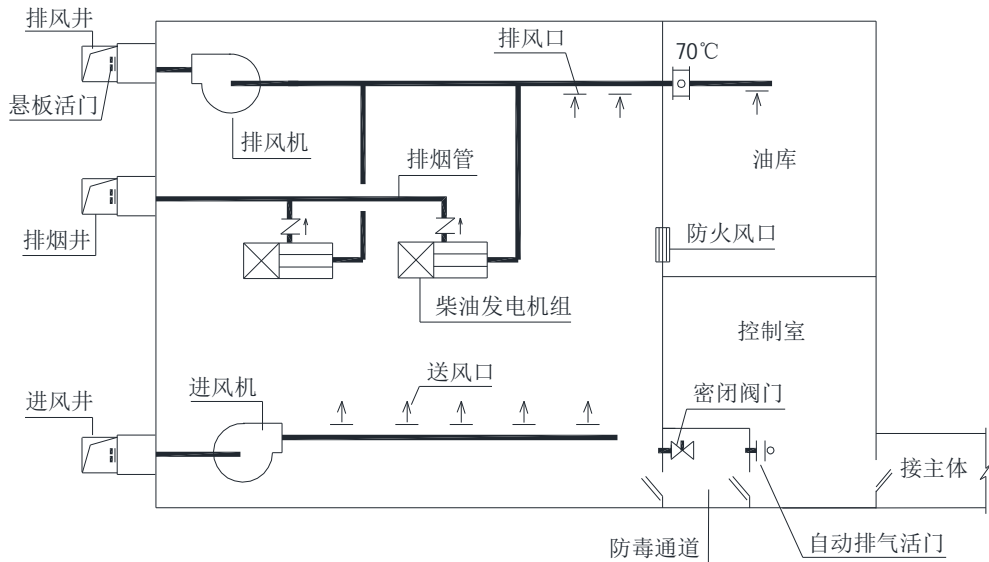 排风井
排风口
70℃
悬板活门
排风机
排烟管
油库
排烟井
防火风口
柴油发电机组
控制室
送风口
进风机
进风井
密闭阀门
接主体
防毒通道
自动排气活门